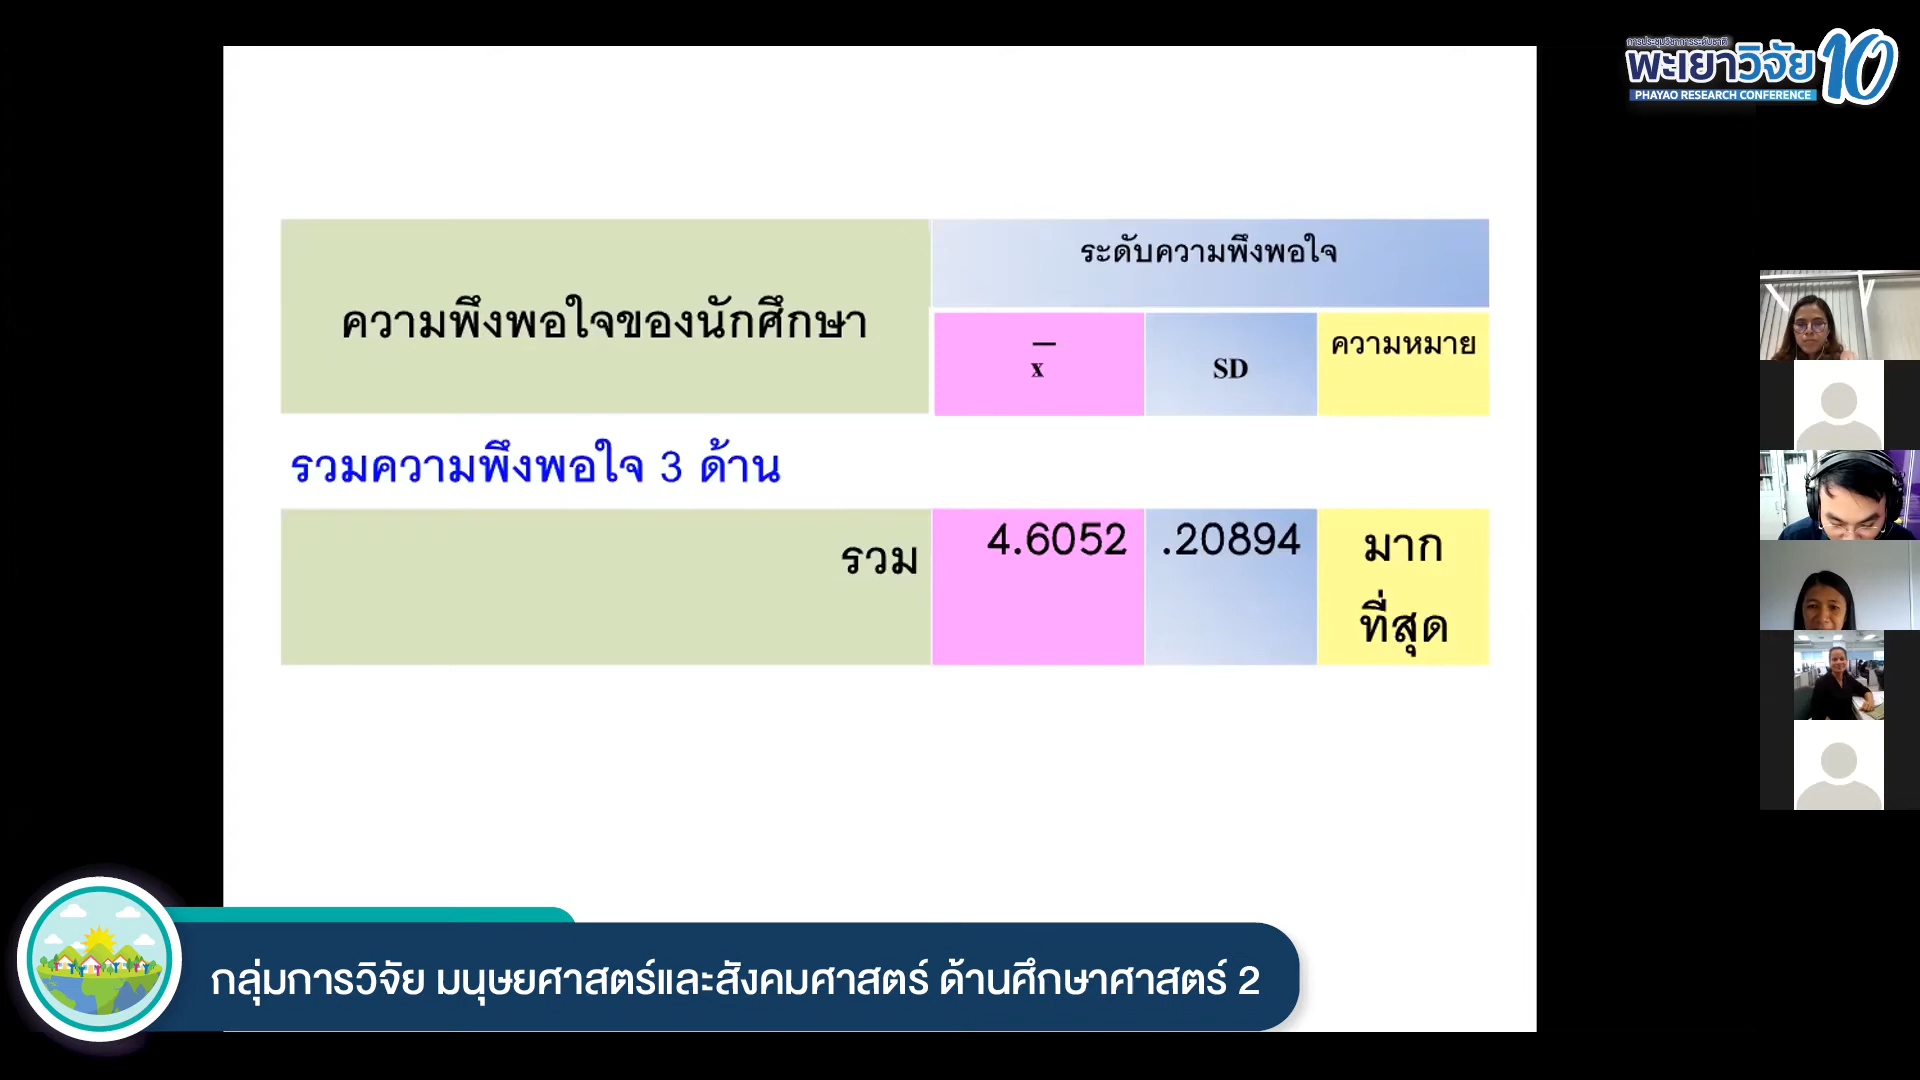 การประชุมวิชาการระดับชาติ
พะเยาวิจัย 10
PHAYAO RESEARCH CONFERENCE
ความพึงพอใจของนักศึกษา
ระดับความพึงพอใจ
x̄
SD
ความหมาย
รวมความพึงพอใจ 3 ด้าน
รวม
4.6052
.20894
มาก
ที่สุด
กลุ่มการวิจัย มนุษยศาสตร์และสังคมศาสตร์ ด้านศึกษาศาสตร์ 2